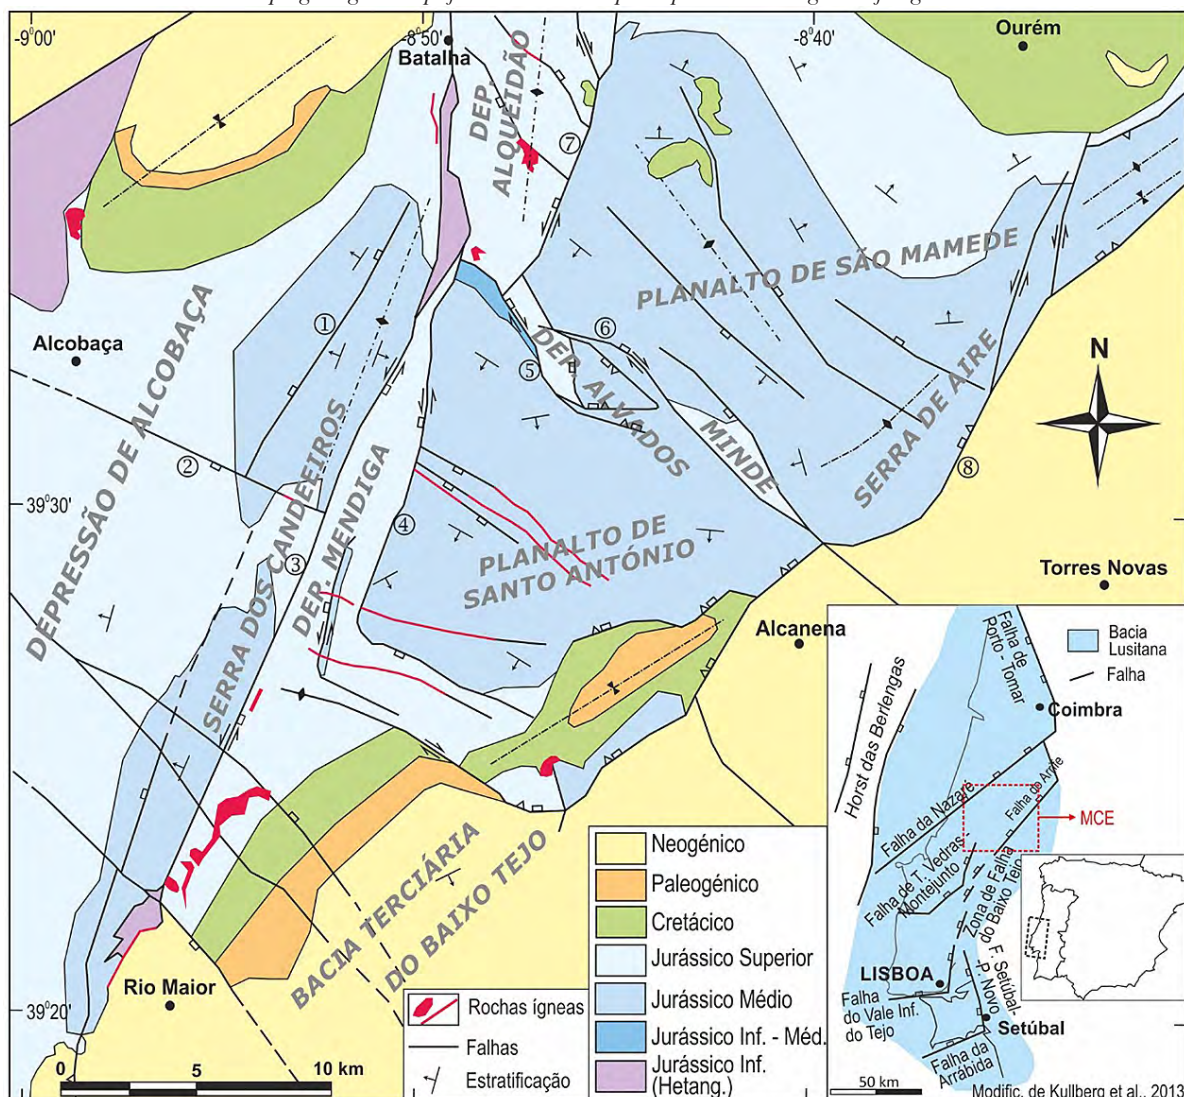 -9°00'
-8°50'
-8°40'
Batalha
Ourém
DEP. ALQUEIDÃO
⑦
PLANALTO DE SÃO MAMEDE
①
Alcobaça
⑥
⑤
DEP. ALVADOS
MINDE
SERRA DE AIRE
⑧
N
DEPRESSÃO DE ALCOBAÇA
②
SERRA DOS CANDEEIROS
③
DEP. MENDIGA
④
39°30'
PLANALTO DE
SANTO ANTÓNIO
Torres Novas
Alcanena
BACIA TERCIÁRIA
DO BAIXO TEJO
Rio Maior
39°20'
0
5
10 km
Rochas ígneas
Falhas
Estratificação
Neogénico
Paleogénico
Cretácico
Jurássico Superior
Jurássico Médio
Jurássico Inf. - Méd.
Jurássico Inf.
(Hetang.)
Bacia
Lusitana
Falha
Falha de
Porto - Tomar
Coimbra
Horst das Berlengas
Falha da Nazaré
Falha do Arrife
MCE
Falha de T. Vedras -
Montejunto
Zona de Falha
do Baixo Tejo
LISBOA
F. Setúbal-
P. Novo
Falha
do Vale Inf.
do Tejo
Setúbal
Falha da
Arrábida
50 km
Modific. de Kullberg et al., 2013